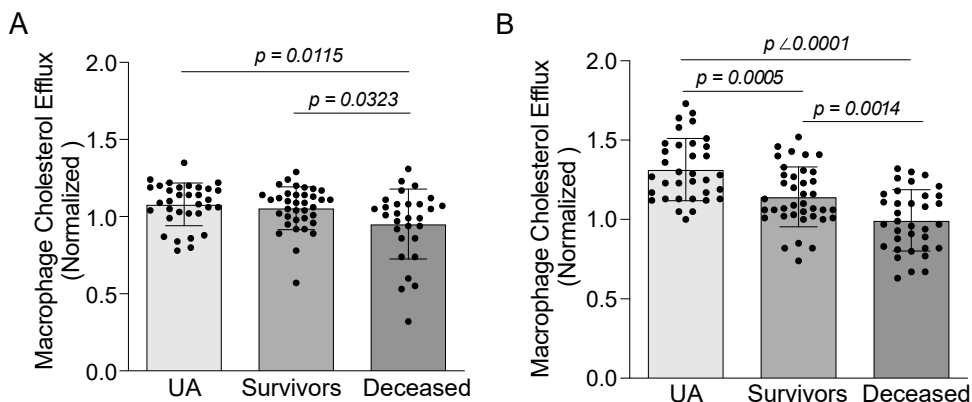 A
Macrophage Cholesterol Efflux
(Normalized )
2.0
1.5
1.0
0.5
0.0
p = 0.0115
p = 0.0323
UA Survivors Deceased
B
Macrophage Cholesterol Efflux
(Normalized )
2.0
1.5
1.0
0.5
0.0
p ∠0.0001
p = 0.0005
p = 0.0014
UA Survivors Deceased